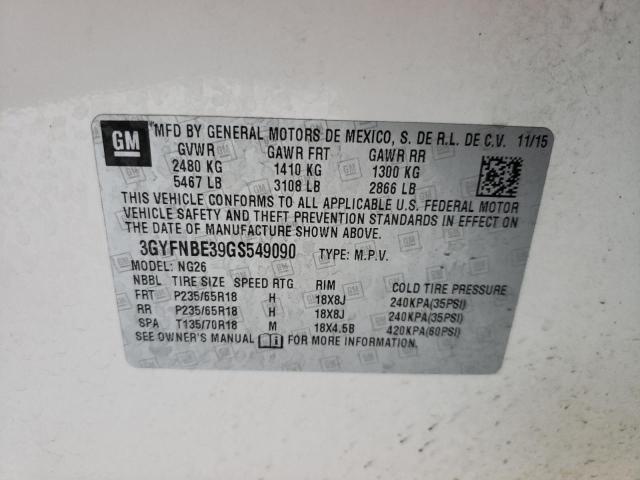 GM
MFD BY GENERAL MOTORS DE MEXICO, S. DE R.L. DE C.V. 11/15
GVWR GAWR FRT GAWR RR
2480 KG 1410 KG 1300 KG
5467 LB 3108 LB 2866 LB
THIS VEHICLE CONFORMS TO ALL APPLICABLE U.S. FEDERAL MOTOR
VEHICLE SAFETY AND THEFT PREVENTION STANDARDS IN EFFECT ON
THE DATE OF MANUFACTURE SHOWN ABOVE.
3GYFNBE39GS549090 TYPE: M.P.V.
MODEL: NG26
NBBL TIRE SIZE SPEED RTG RIM COLD TIRE PRESSURE
FRT P235/65R18 H 18X8J 240KPA(35PSI)
RR P235/65R18 H 18X8J 240KPA(35PSI)
SPA T135/70R18 M 18X4.5B 420KPA(60PSI)
SEE OWNER'S MANUAL FOR MORE INFORMATION